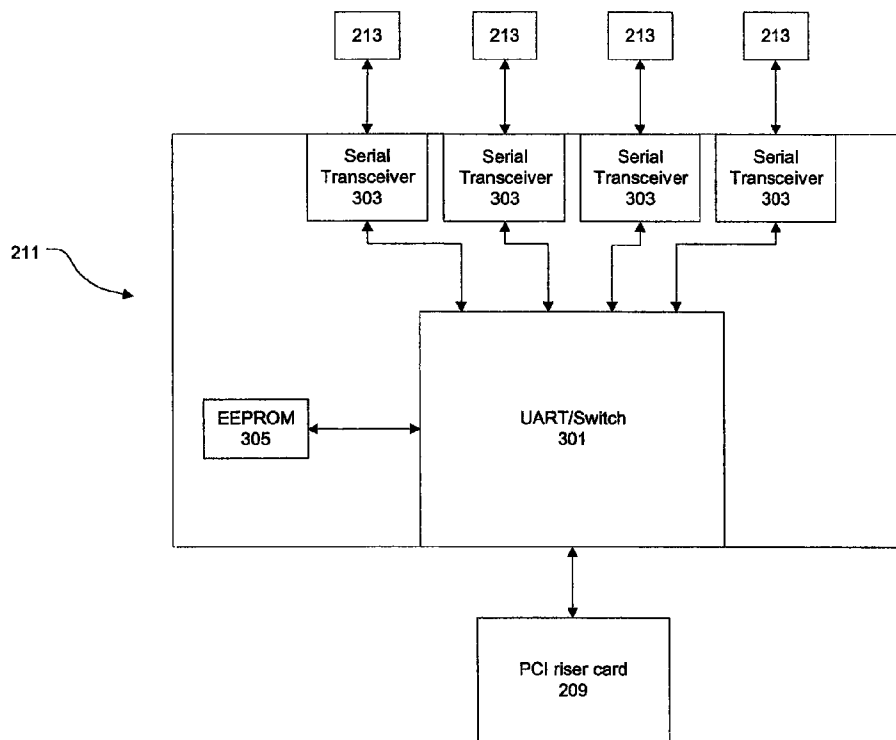 213 213 213 213
Serial Serial Serial Serial
Transceiver Transceiver Transceiver Transceiver
303 303 303 303
211
EEPROM
305
UART/Switch
301
PCI riser card
209